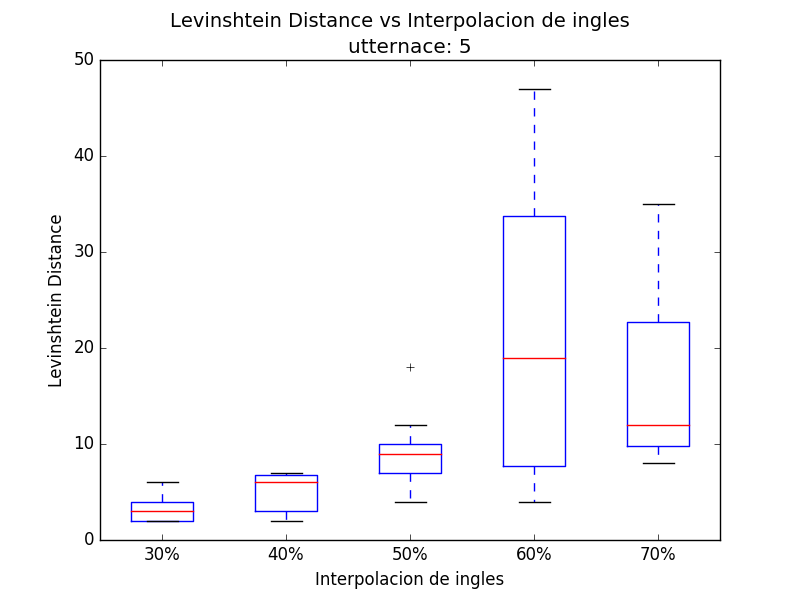 Levinshtein Distance vs Interpolacion de ingles
utternace: 5
50
40
30
20
10
0
Levinshtein Distance
30% 40% 50% 60% 70%
Interpolacion de ingles